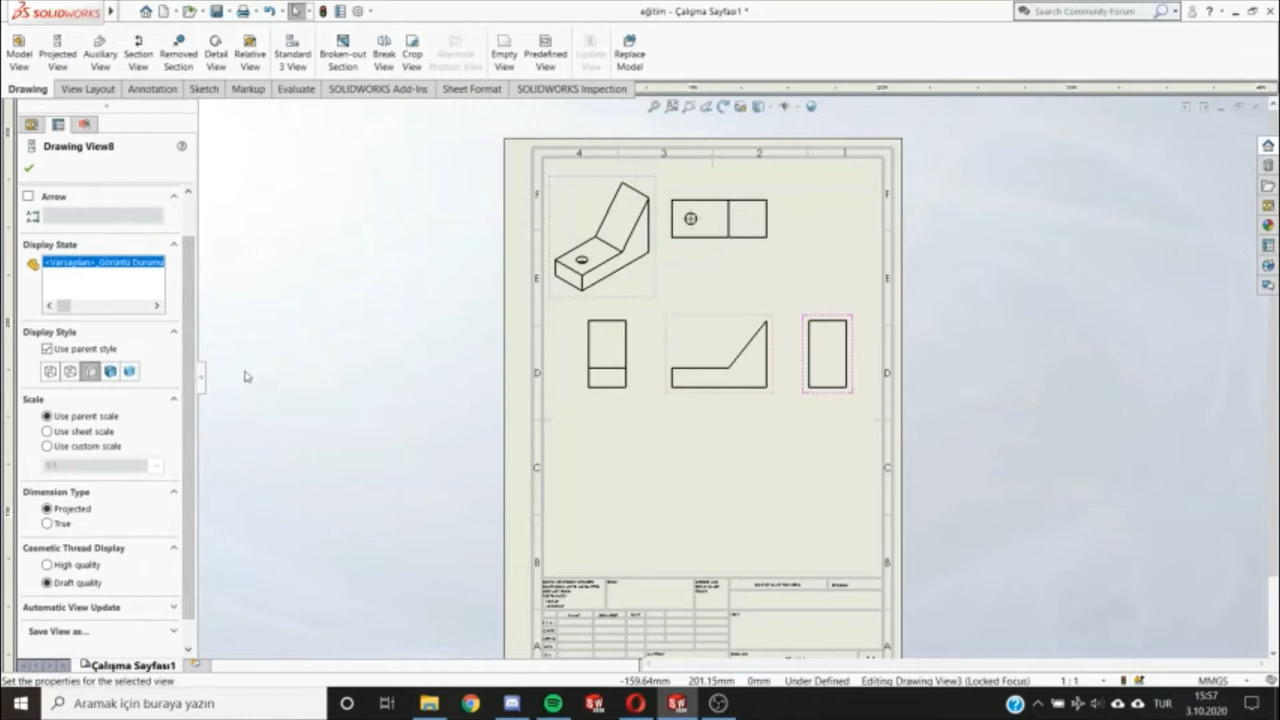 SOLIDWORKS
eğitim - Çalışma Sayfası1 *
Search Community Forum
Model View
Projected View
Auxiliary View
Section View
Removed Section
Detail View
Relative View
Standard 3 View
Broken-out Section
Break View
Crop View
Alternate Position View
Empty View
Predefined View
Update View
Replace Model
Drawing
View Layout
Annotation
Sketch
Markup
Evaluate
SOLIDWORKS Add-Ins
Sheet Format
SOLIDWORKS Inspection
Drawing View8
Arrow
Display State
<Varsayılan>_Görüntü Durumu
Display Style
Use parent style
Scale
Use parent scale
Use sheet scale
Use custom scale
1:1
Dimension Type
Projected
True
Cosmetic Thread Display
High quality
Draft quality
Automatic View Update
Save View as...
4 3 2 1
F F
E E
D D
C C
B B
A A
Çalışma Sayfası1
Set the properties for the selected view
-159.64mm 201.15mm 0mm Under Defined Editing Drawing View3 (Locked Focus) 1 : 1 MMGS
Aramak için buraya yazın
TUR
15:57
3.10.2020